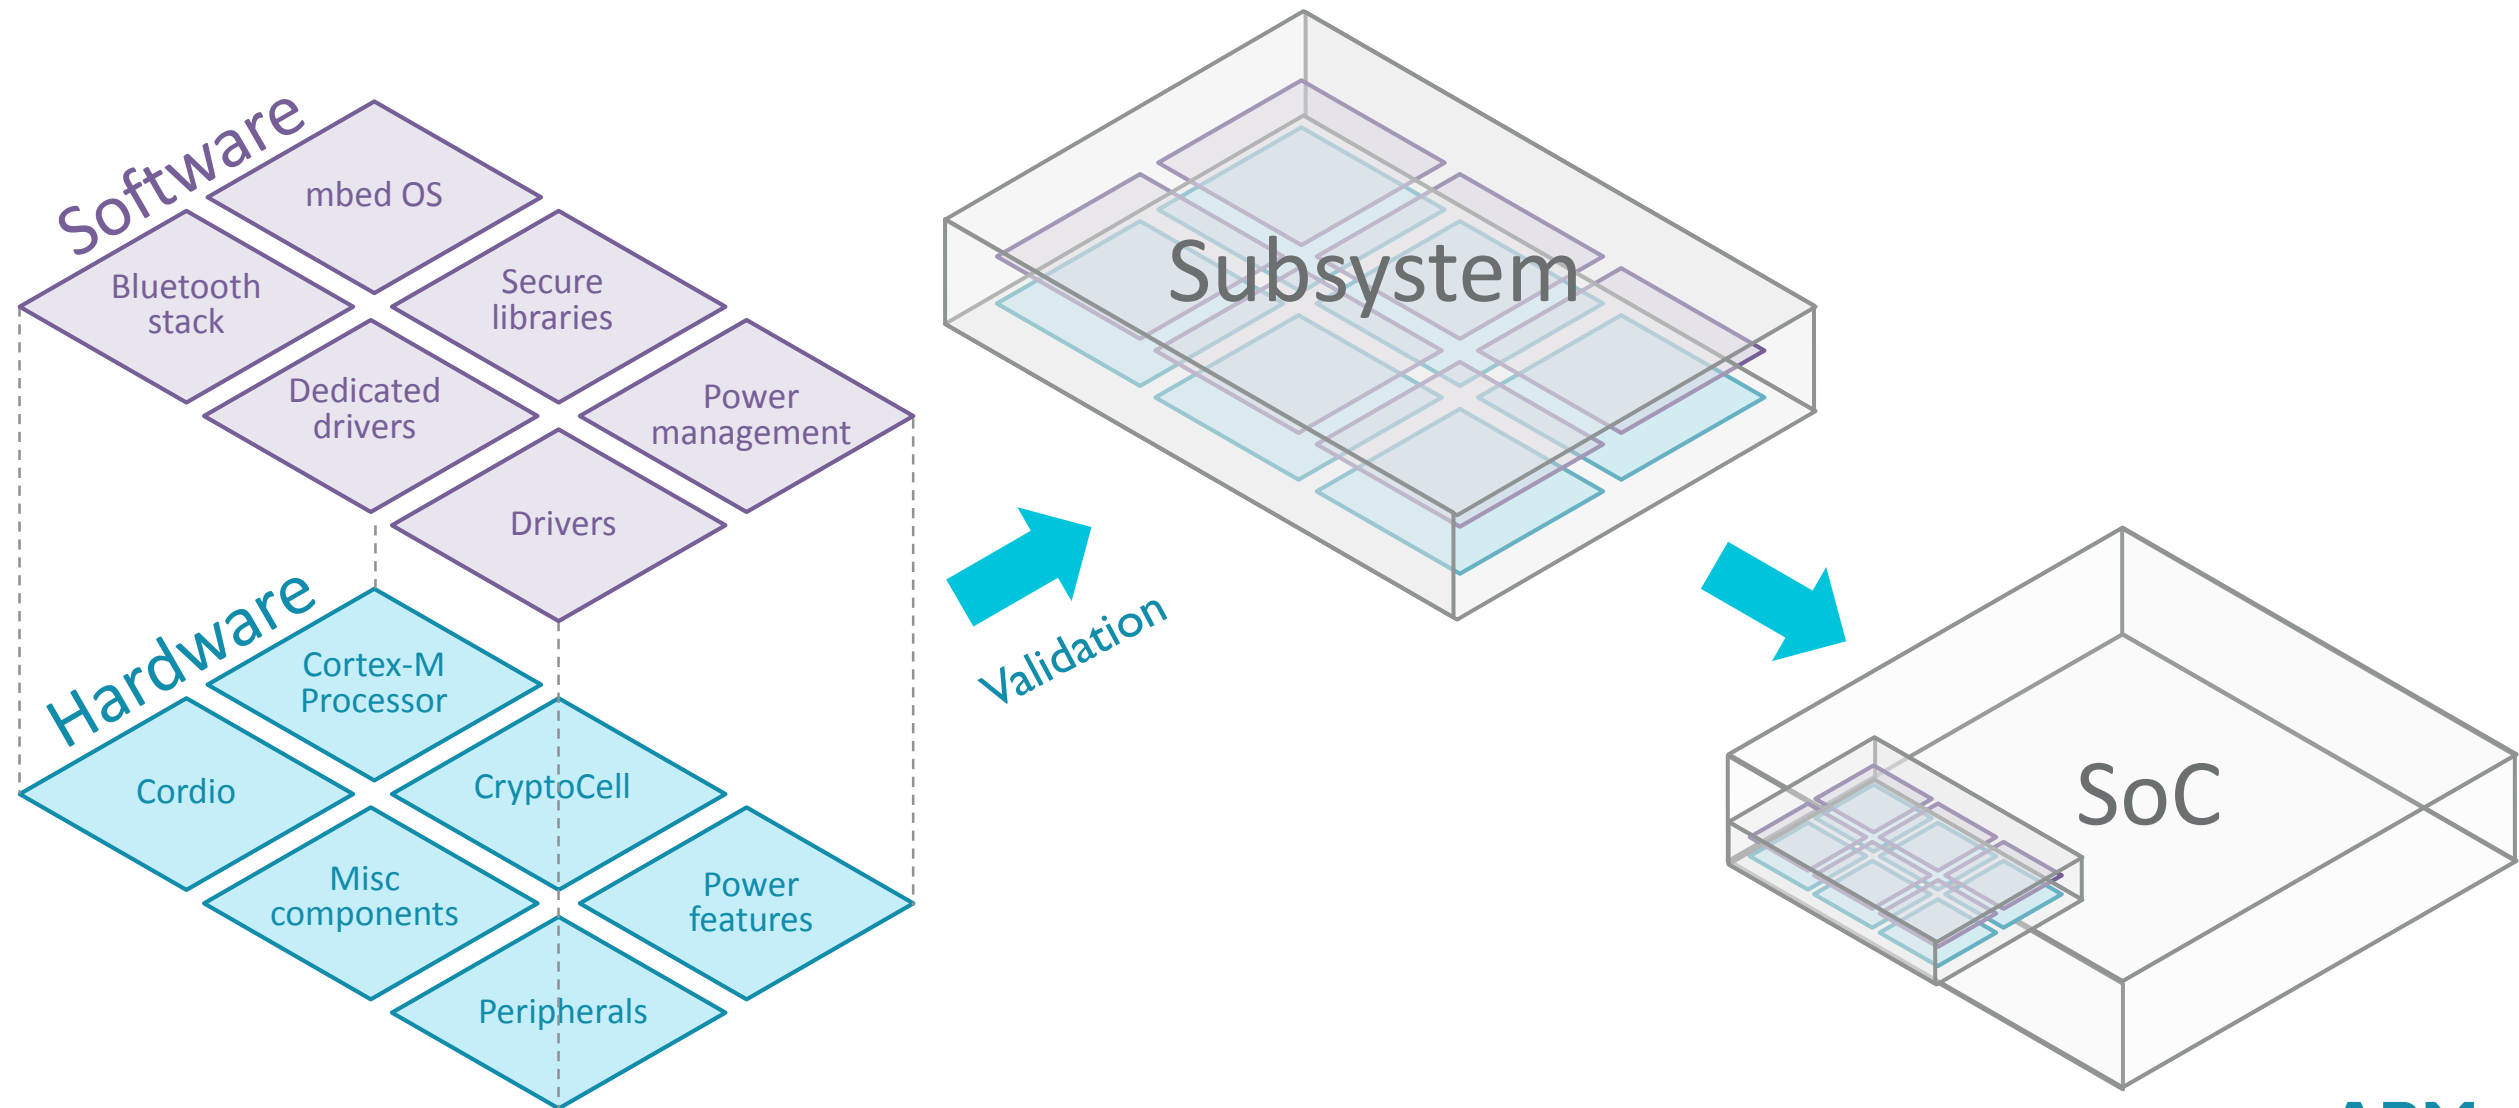 Software
mbed OS
Bluetooth
stack
Secure
libraries
Dedicated
drivers
Power
management
Drivers
Hardware
Cortex-M
Processor
Cordio
CryptoCell
Misc
components
Power
features
Peripherals
Validation
Subsystem
SoC
ARM